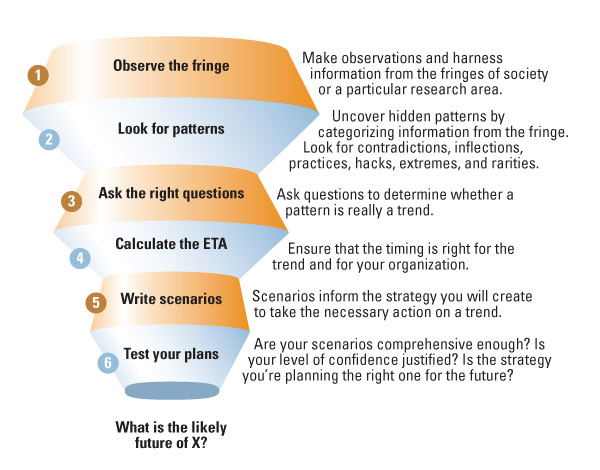 1
Observe the fringe
Make observations and harness
information from the fringes of society
or a particular research area.
2
Look for patterns
Uncover hidden patterns by
categorizing information from the fringe.
Look for contradictions, inflections,
practices, hacks, extremes, and rarities.
3
Ask the right questions
Ask questions to determine whether a
pattern is really a trend.
4
Calculate the ETA
Ensure that the timing is right for the
trend and for your organization.
5
Write scenarios
Scenarios inform the strategy you will create
to take the necessary action on a trend.
6
Test your plans
Are your scenarios comprehensive enough? Is
your level of confidence justified? Is the strategy
you’re planning the right one for the future?
What is the likely
future of X?